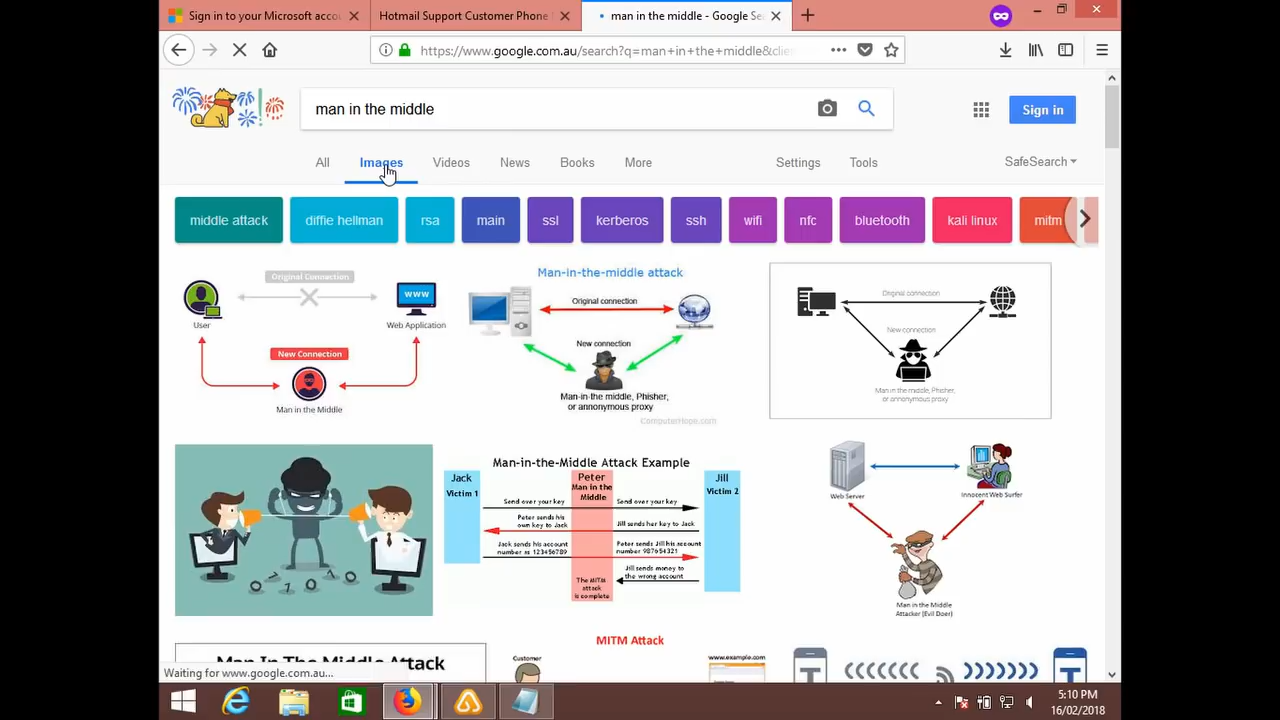 Sign in to your Microsoft accou
Hotmail Support Customer Phone
man in the middle - Google Se
https://www.google.com.au/search?q=man+in+the+middle&clie
man in the middle
Sign in
All
Images
Videos
News
Books
More
Settings
Tools
SafeSearch
middle attack
diffie hellman
rsa
main
ssl
kerberos
ssh
wifi
nfc
bluetooth
kali linux
mitm
Original Connection
User
www
Web Application
New Connection
Man in the Middle
Man-in-the-middle attack
Original connection
New connection
Man-in-the-middle, Phisher,
or annonymous proxy
ComputerHope.com
Original connection
New connection
Man in the middle, Phisher,
or annonymous proxy
Man-in-the-Middle Attack Example
Jack
Victim 1
Peter
Man in the
Middle
Jill
Victim 2
Send over your key
Send over your key
Peter sends his
own key to Jack
Jill sends her key to Jack
Jack sends his account
number is 123456789
Peter sends Jill his account
number 987654321
Jill sends money to
the wrong account
The MITM
attack
is complete
Web Server
Innocent Web Surfer
Man in the Middle
Attacker (Evil Doer)
Man In The Middle Attack
MITM Attack
Customer
www.example.com
Waiting for www.google.com.au...
5:10 PM
16/02/2018